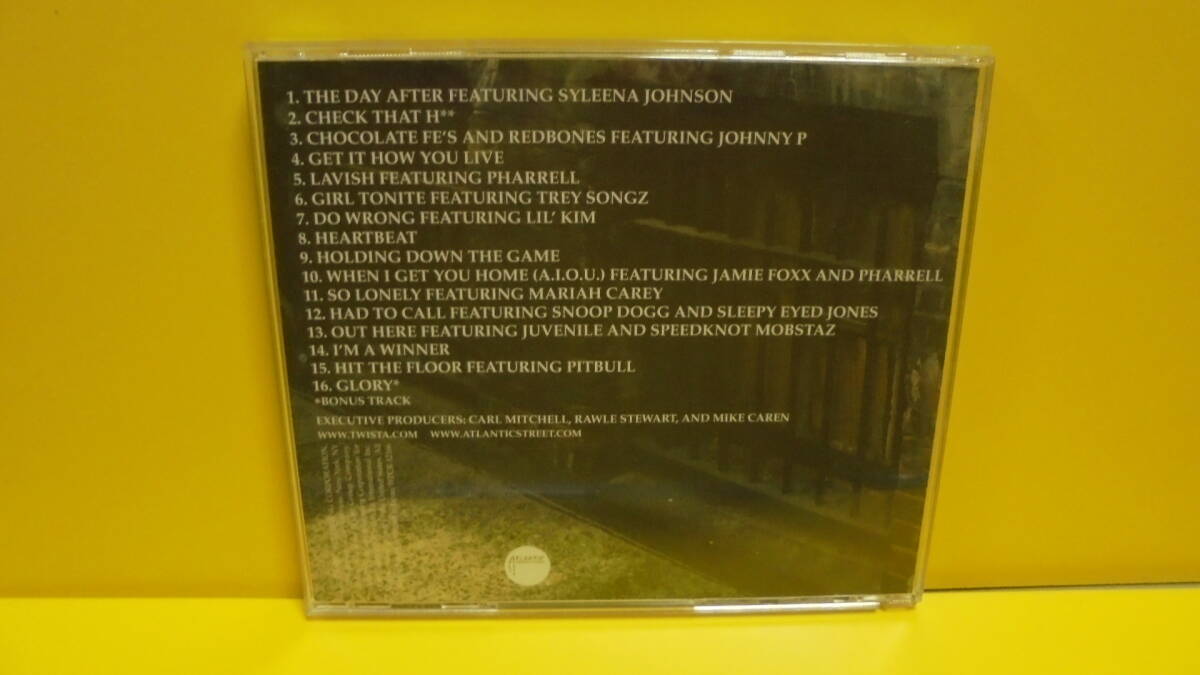 1. THE DAY AFTER FEATURING SYLEENA JOHNSON
2. CHECK THAT H**
3. CHOCOLATE FE'S AND REDBONES FEATURING JOHNNY P
4. GET IT HOW YOU LIVE
5. LAVISH FEATURING PHARRELL
6. GIRL TONITE FEATURING TREY SONGZ
7. DO WRONG FEATURING LIL' KIM
8. HEARTBEAT
9. HOLDING DOWN THE GAME
10. WHEN I GET YOU HOME (A.I.O.U.) FEATURING JAMIE FOXX AND PHARRELL
11. SO LONELY FEATURING MARIAH CAREY
12. HAD TO CALL FEATURING SNOOP DOGG AND SLEEPY EYED JONES
13. OUT HERE FEATURING JUVENILE AND SPEEDKNOT MOBSTAZ
14. I'M A WINNER
15. HIT THE FLOOR FEATURING PITBULL
16. GLORY*
*BONUS TRACK
EXECUTIVE PRODUCERS: CARL MITCHELL, RAWLE STEWART, AND MIKE CAREN
WWW.TWISTA.COM WWW.ATLANTICSTREET.COM
ATLANTIC